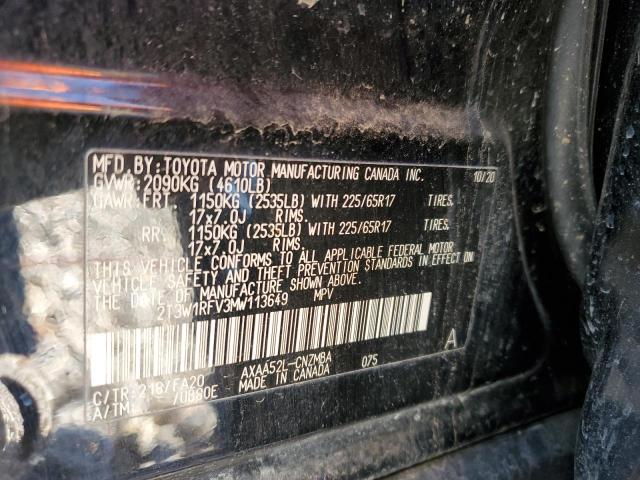 MFD. BY: TOYOTA MOTOR MANUFACTURING CANADA INC. 10/20
GVWR: 2090KG (4610LB)
GAWR: FRT 1150KG (2535LB) WITH 225/65R17 TIRES,
17x7.0J RIMS.
RR 1150KG (2535LB) WITH 225/65R17 TIRES,
17x7.0J RIMS.
THIS VEHICLE CONFORMS TO ALL APPLICABLE FEDERAL MOTOR
VEHICLE SAFETY AND THEFT PREVENTION STANDARDS IN EFFECT ON
THE DATE OF MANUFACTURE SHOWN ABOVE.
2T3W1RFV3MW113649 MPV
A
C/TR: 218/FA20 AXAA52L-CNZMBA 075
A/TM: /0890E MADE IN CANADA